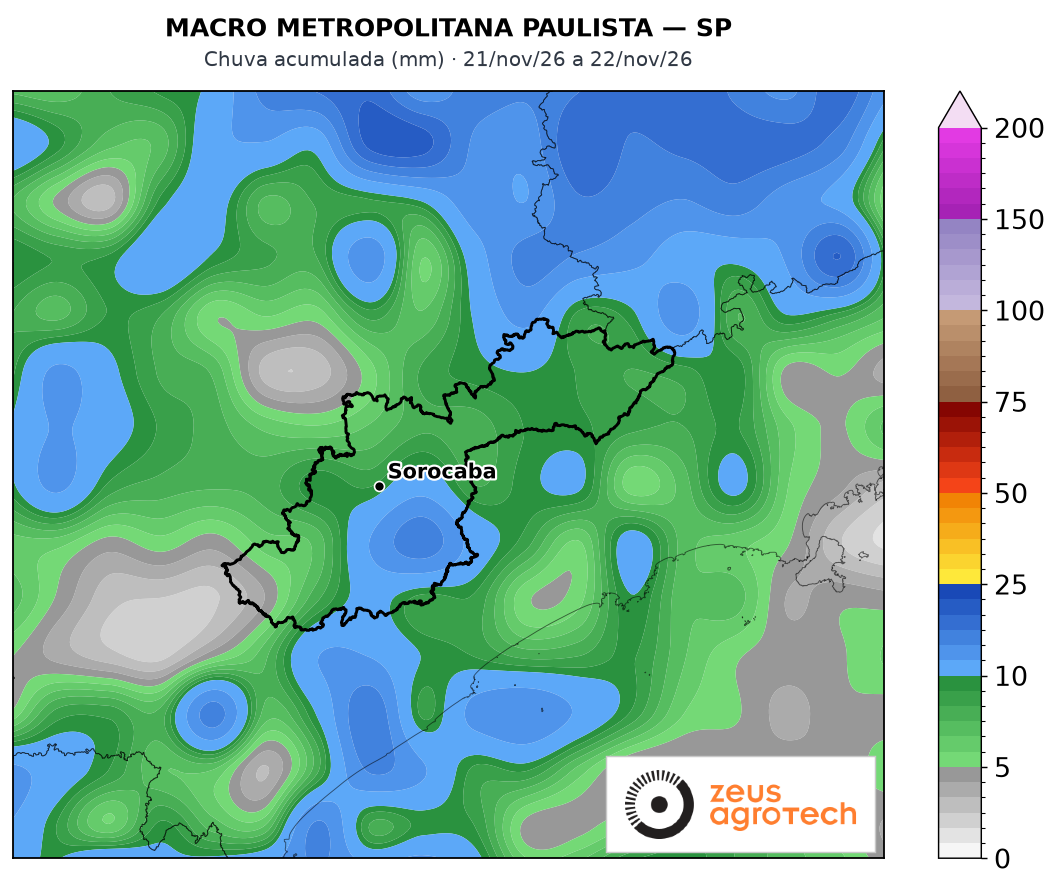 MACRO METROPOLITANA PAULISTA — SP
Chuva acumulada (mm) · 21/nov/26 a 22/nov/26
200
150
100
75
50
25
10
5
0
Sorocaba
zeus
agrotech